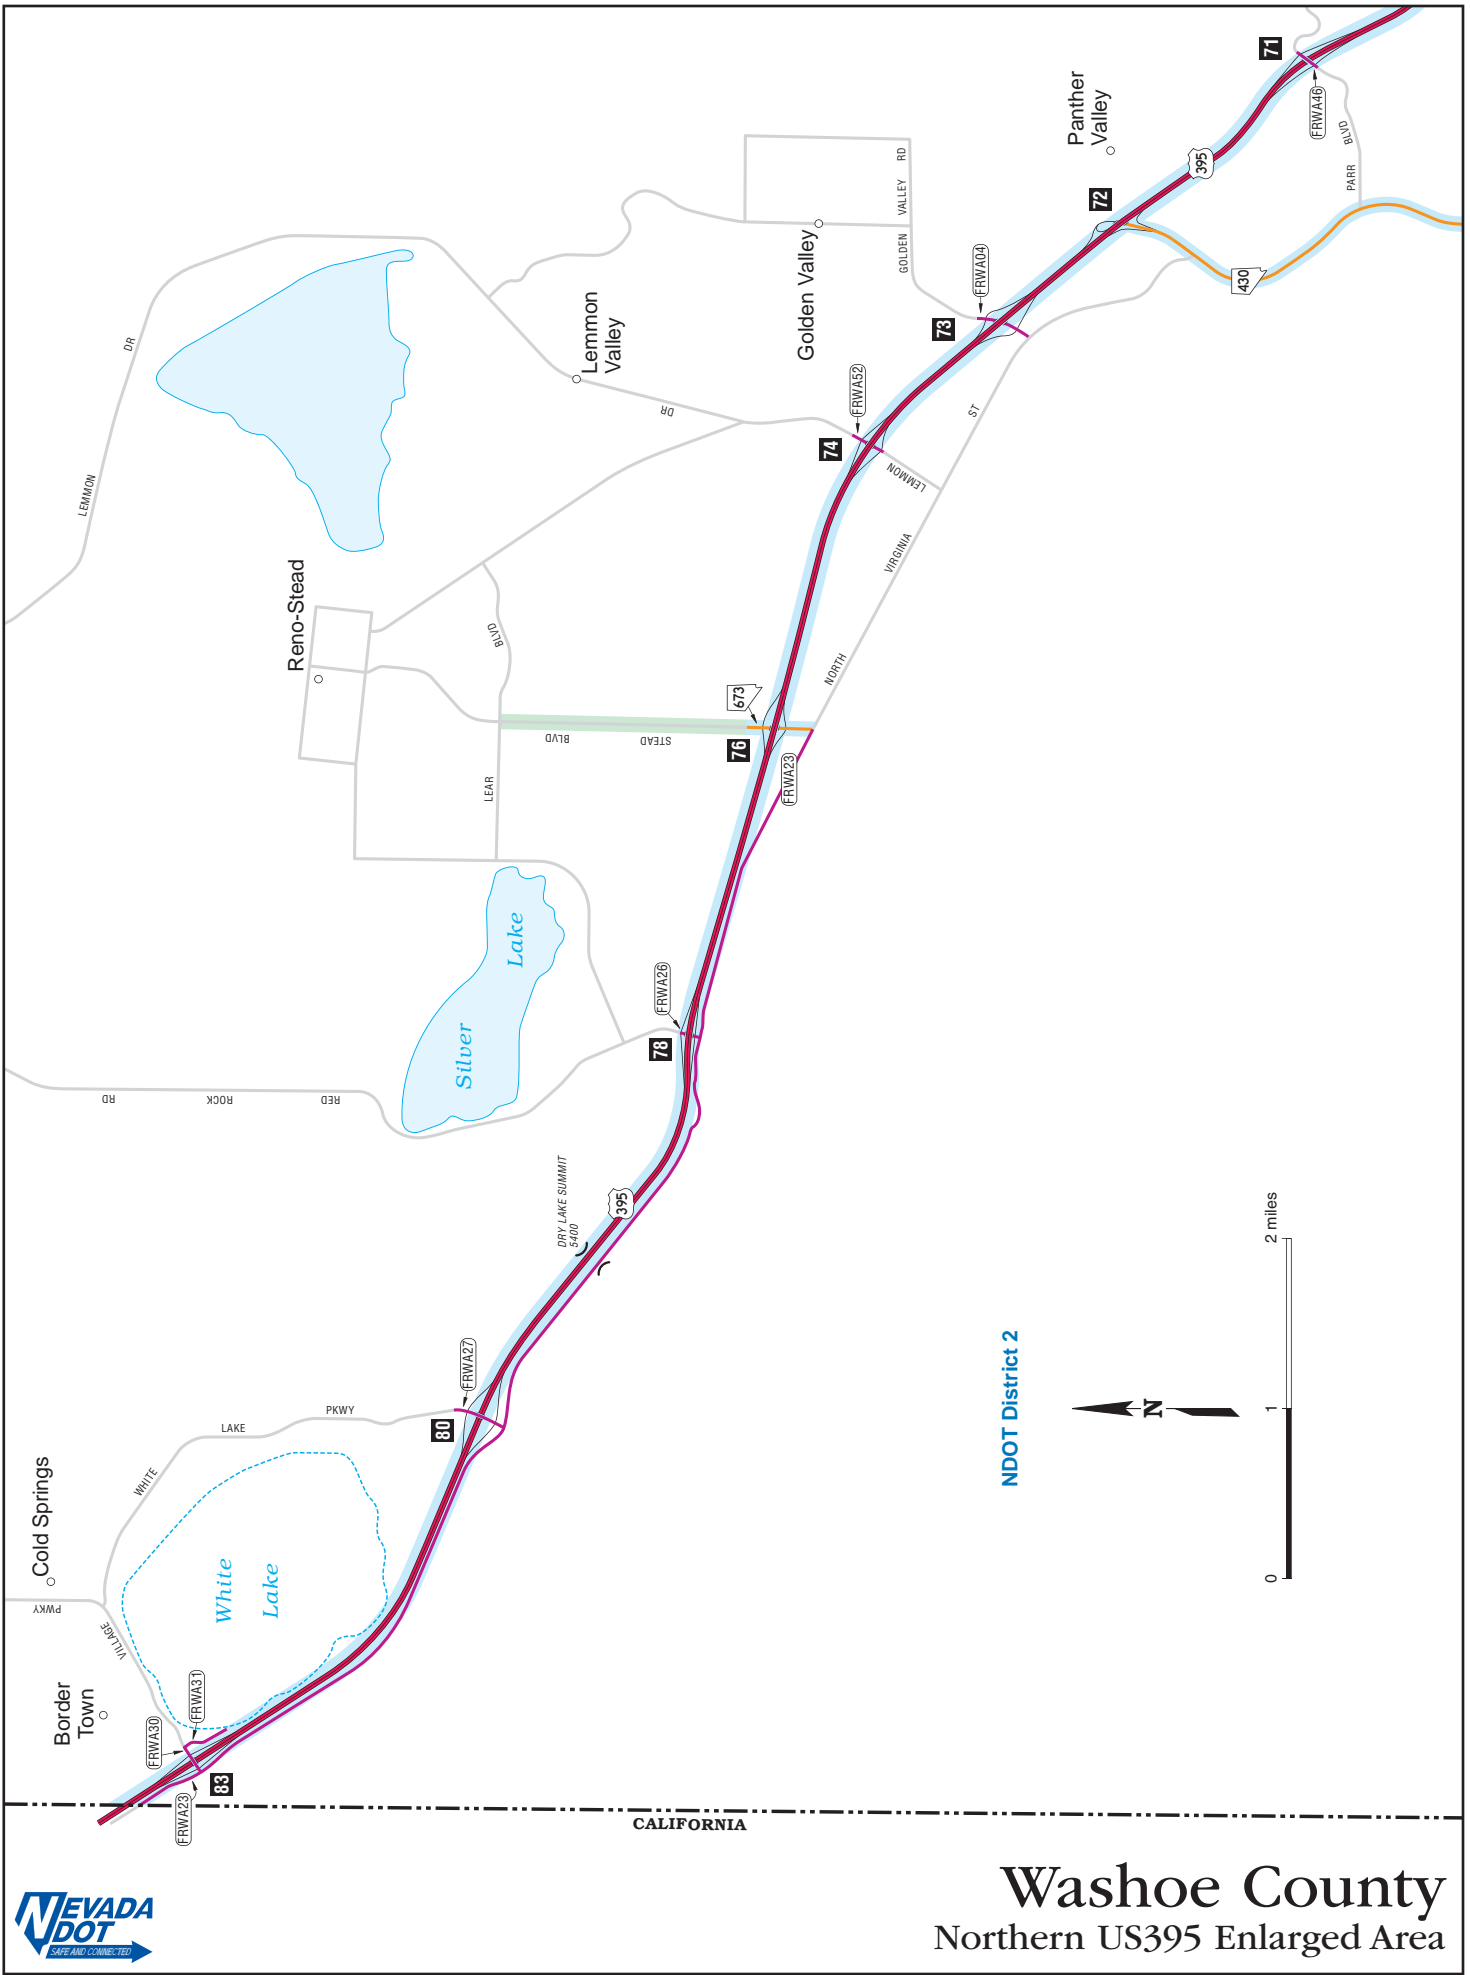 71
FRWA46
BLVD
PARR
Panther
Valley
395
72
430
GOLDEN VALLEY RD
Golden Valley
FRWA04
73
ST
VIRGINIA
NORTH
FRWA52
74
LEMMON
DR
Lemmon
Valley
LEMMON
DR
Reno-Stead
BLVD
LEAR
STEAD
BLVD
673
76
FRWA23
Silver
Lake
FRWA26
78
RED
ROCK
RD
DRY LAKE SUMMIT
5400
395
FRWA27
80
WHITE
LAKE
PKWY
Cold Springs
PWKY
VILLAGE
White
Lake
Border
Town
FRWA30
FRWA31
FRWA23
83
CALIFORNIA
NDOT District 2
N
0
1
2 miles
NEVADA
DOT
SAFE AND CONNECTED
Washoe County
Northern US395 Enlarged Area